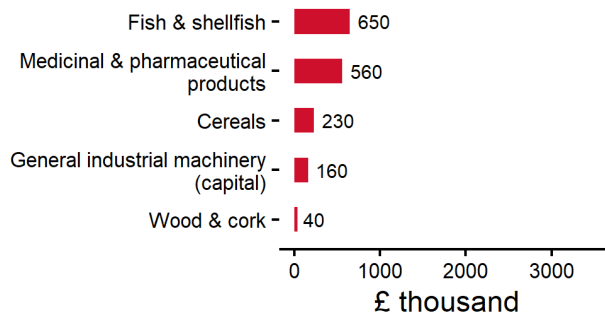 Fish & shellfish 650
Medicinal & pharmaceutical
products 560
Cereals 230
General industrial machinery
(capital) 160
Wood & cork 40
0 1000 2000 3000
£ thousand